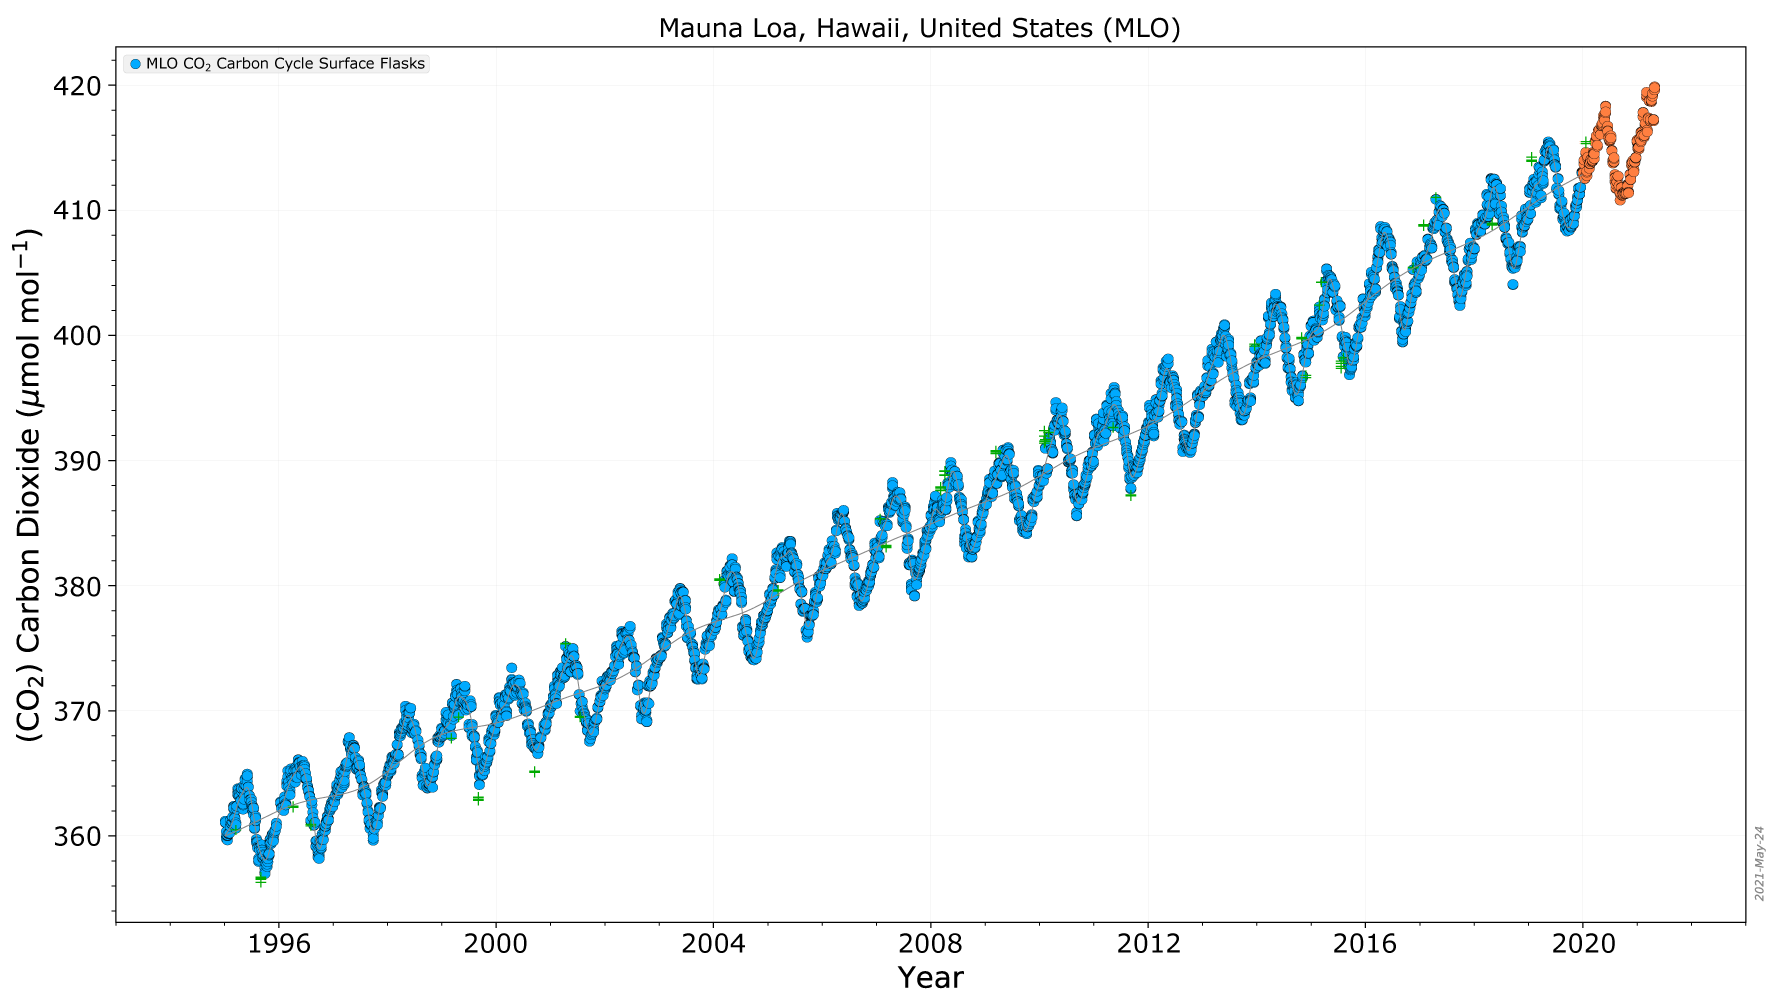 Mauna Loa, Hawaii, United States (MLO)
MLO CO₂ Carbon Cycle Surface Flasks
(CO₂) Carbon Dioxide (μmol mol⁻¹)
420
410
400
390
380
370
360
1996 2000 2004 2008 2012 2016 2020
Year
2021-May-24